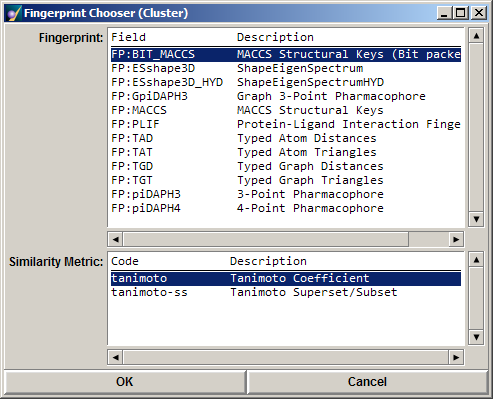 Fingerprint Chooser (Cluster)
Fingerprint: Field Description
FP:BIT_MACCS MACCS Structural Keys (Bit packe
FP:ESshape3D ShapeEigenSpectrum
FP:ESshape3D_HYD ShapeEigenSpectrumHYD
FP:GpiDAPH3 Graph 3-Point Pharmacophore
FP:MACCS MACCS Structural Keys
FP:PLIF Protein-Ligand Interaction Finge
FP:TAD Typed Atom Distances
FP:TAT Typed Atom Triangles
FP:TGD Typed Graph Distances
FP:TGT Typed Graph Triangles
FP:piDAPH3 3-Point Pharmacophore
FP:piDAPH4 4-Point Pharmacophore
Similarity Metric: Code Description
tanimoto Tanimoto Coefficient
tanimoto-ss Tanimoto Superset/Subset
OK Cancel